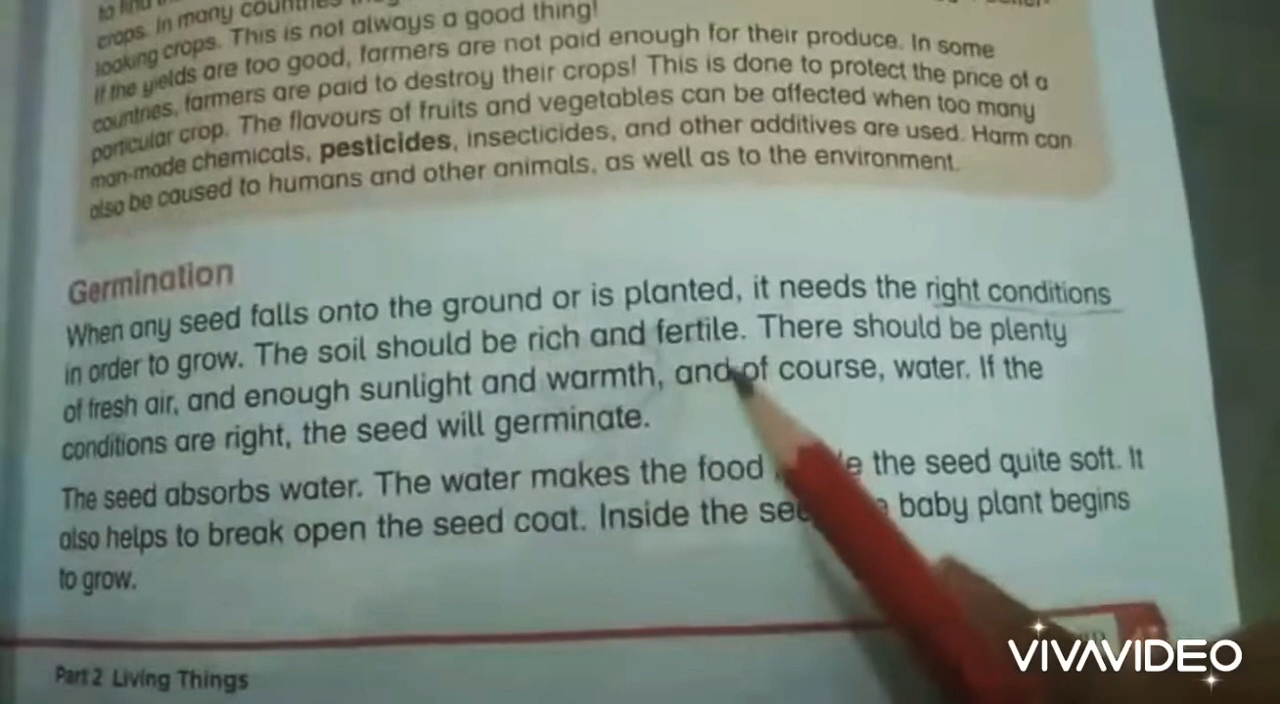 to find
crops. In many countries
looking crops. This is not always a good thing!
If the yields are too good, farmers are not paid enough for their produce. In some
countries, farmers are paid to destroy their crops! This is done to protect the price of a
particular crop. The flavours of fruits and vegetables can be affected when too many
man-made chemicals, pesticides, insecticides, and other additives are used. Harm can
also be caused to humans and other animals, as well as to the environment.
Germination
When any seed falls onto the ground or is planted, it needs the right conditions
in order to grow. The soil should be rich and fertile. There should be plenty
of fresh air, and enough sunlight and warmth, and of course, water. If the
conditions are right, the seed will germinate.
The seed absorbs water. The water makes the food the seed quite soft. It
also helps to break open the seed coat. Inside the baby plant begins
to grow.
Part 2 Living Things
VIVAVIDEO